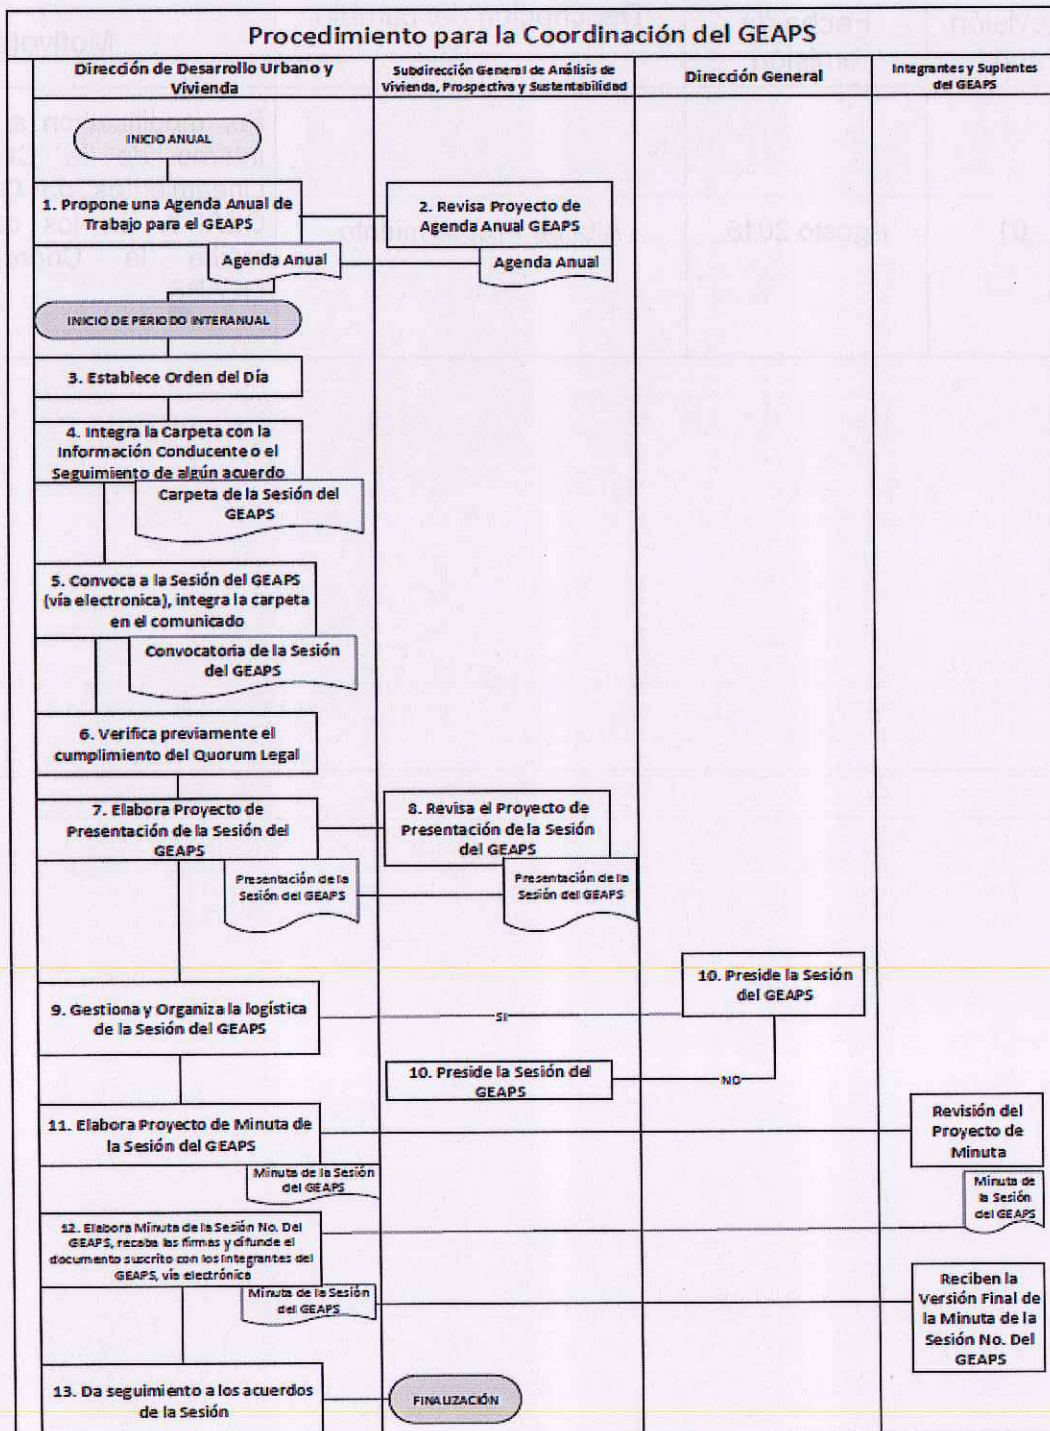 Procedimiento para la Coordinación del GEAPS
Dirección de Desarrollo Urbano y
Vivienda
Subdirección General de Análisis de
Vivienda, Prospectiva y Sustentabilidad
Dirección General
Integrantes y Suplentes
del GEAPS
INICIO ANUAL
1. Propone una Agenda Anual de
Trabajo para el GEAPS
2. Revisa Proyecto de
Agenda Anual GEAPS
Agenda Anual
Agenda Anual
INICIO DE PERIODO INTERANUAL
3. Establece Orden del Día
4. Integra la Carpeta con la
Información Conducente o el
Seguimiento de algún acuerdo
Carpeta de la Sesión del
GEAPS
5. Convoca a la Sesión del GEAPS
(vía electronica), integra la carpeta
en el comunicado
Convocatoria de la Sesión
del GEAPS
6. Verifica previamente el
cumplimiento del Quorum Legal
7. Elabora Proyecto de
Presentación de la Sesión del
GEAPS
8. Revisa el Proyecto de
Presentación de la Sesión
del GEAPS
Presentación de la
Sesión del GEAPS
Presentación de la
Sesión del GEAPS
10. Preside la Sesión
del GEAPS
9. Gestiona y Organiza la logística
de la Sesión del GEAPS
SI
10. Preside la Sesión del
GEAPS
NO
11. Elabora Proyecto de Minuta de
la Sesión del GEAPS
Revisión del
Proyecto de
Minuta
Minuta de la Sesión
del GEAPS
Minuta de
la Sesión
del GEAPS
12. Elabora Minuta de la Sesión No. Del
GEAPS, recaba las firmas y difunde el
documento suscrito con los integrantes del
GEAPS, vía electrónica
Minuta de la Sesión
del GEAPS
Reciben la
Versión Final de
la Minuta de la
Sesión No. Del
GEAPS
13. Da seguimiento a los acuerdos
de la Sesión
FINALIZACIÓN